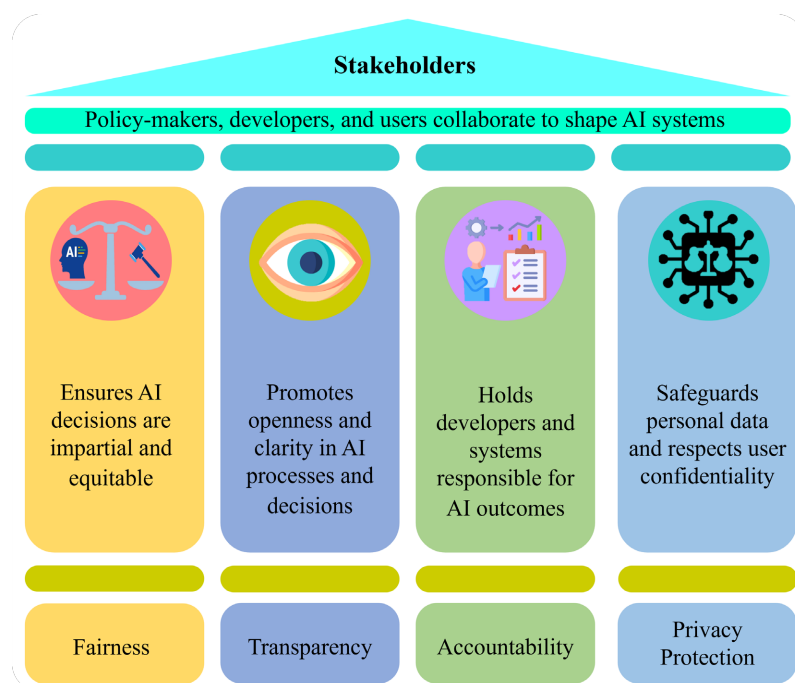 Stakeholders
Policy-makers, developers, and users collaborate to shape AI systems
AI
Ensures AI
decisions are
impartial and
equitable
Promotes
openness and
clarity in AI
processes and
decisions
Holds
developers and
systems
responsible for
AI outcomes
Safeguards
personal data
and respects user
confidentiality
Fairness
Transparency
Accountability
Privacy
Protection